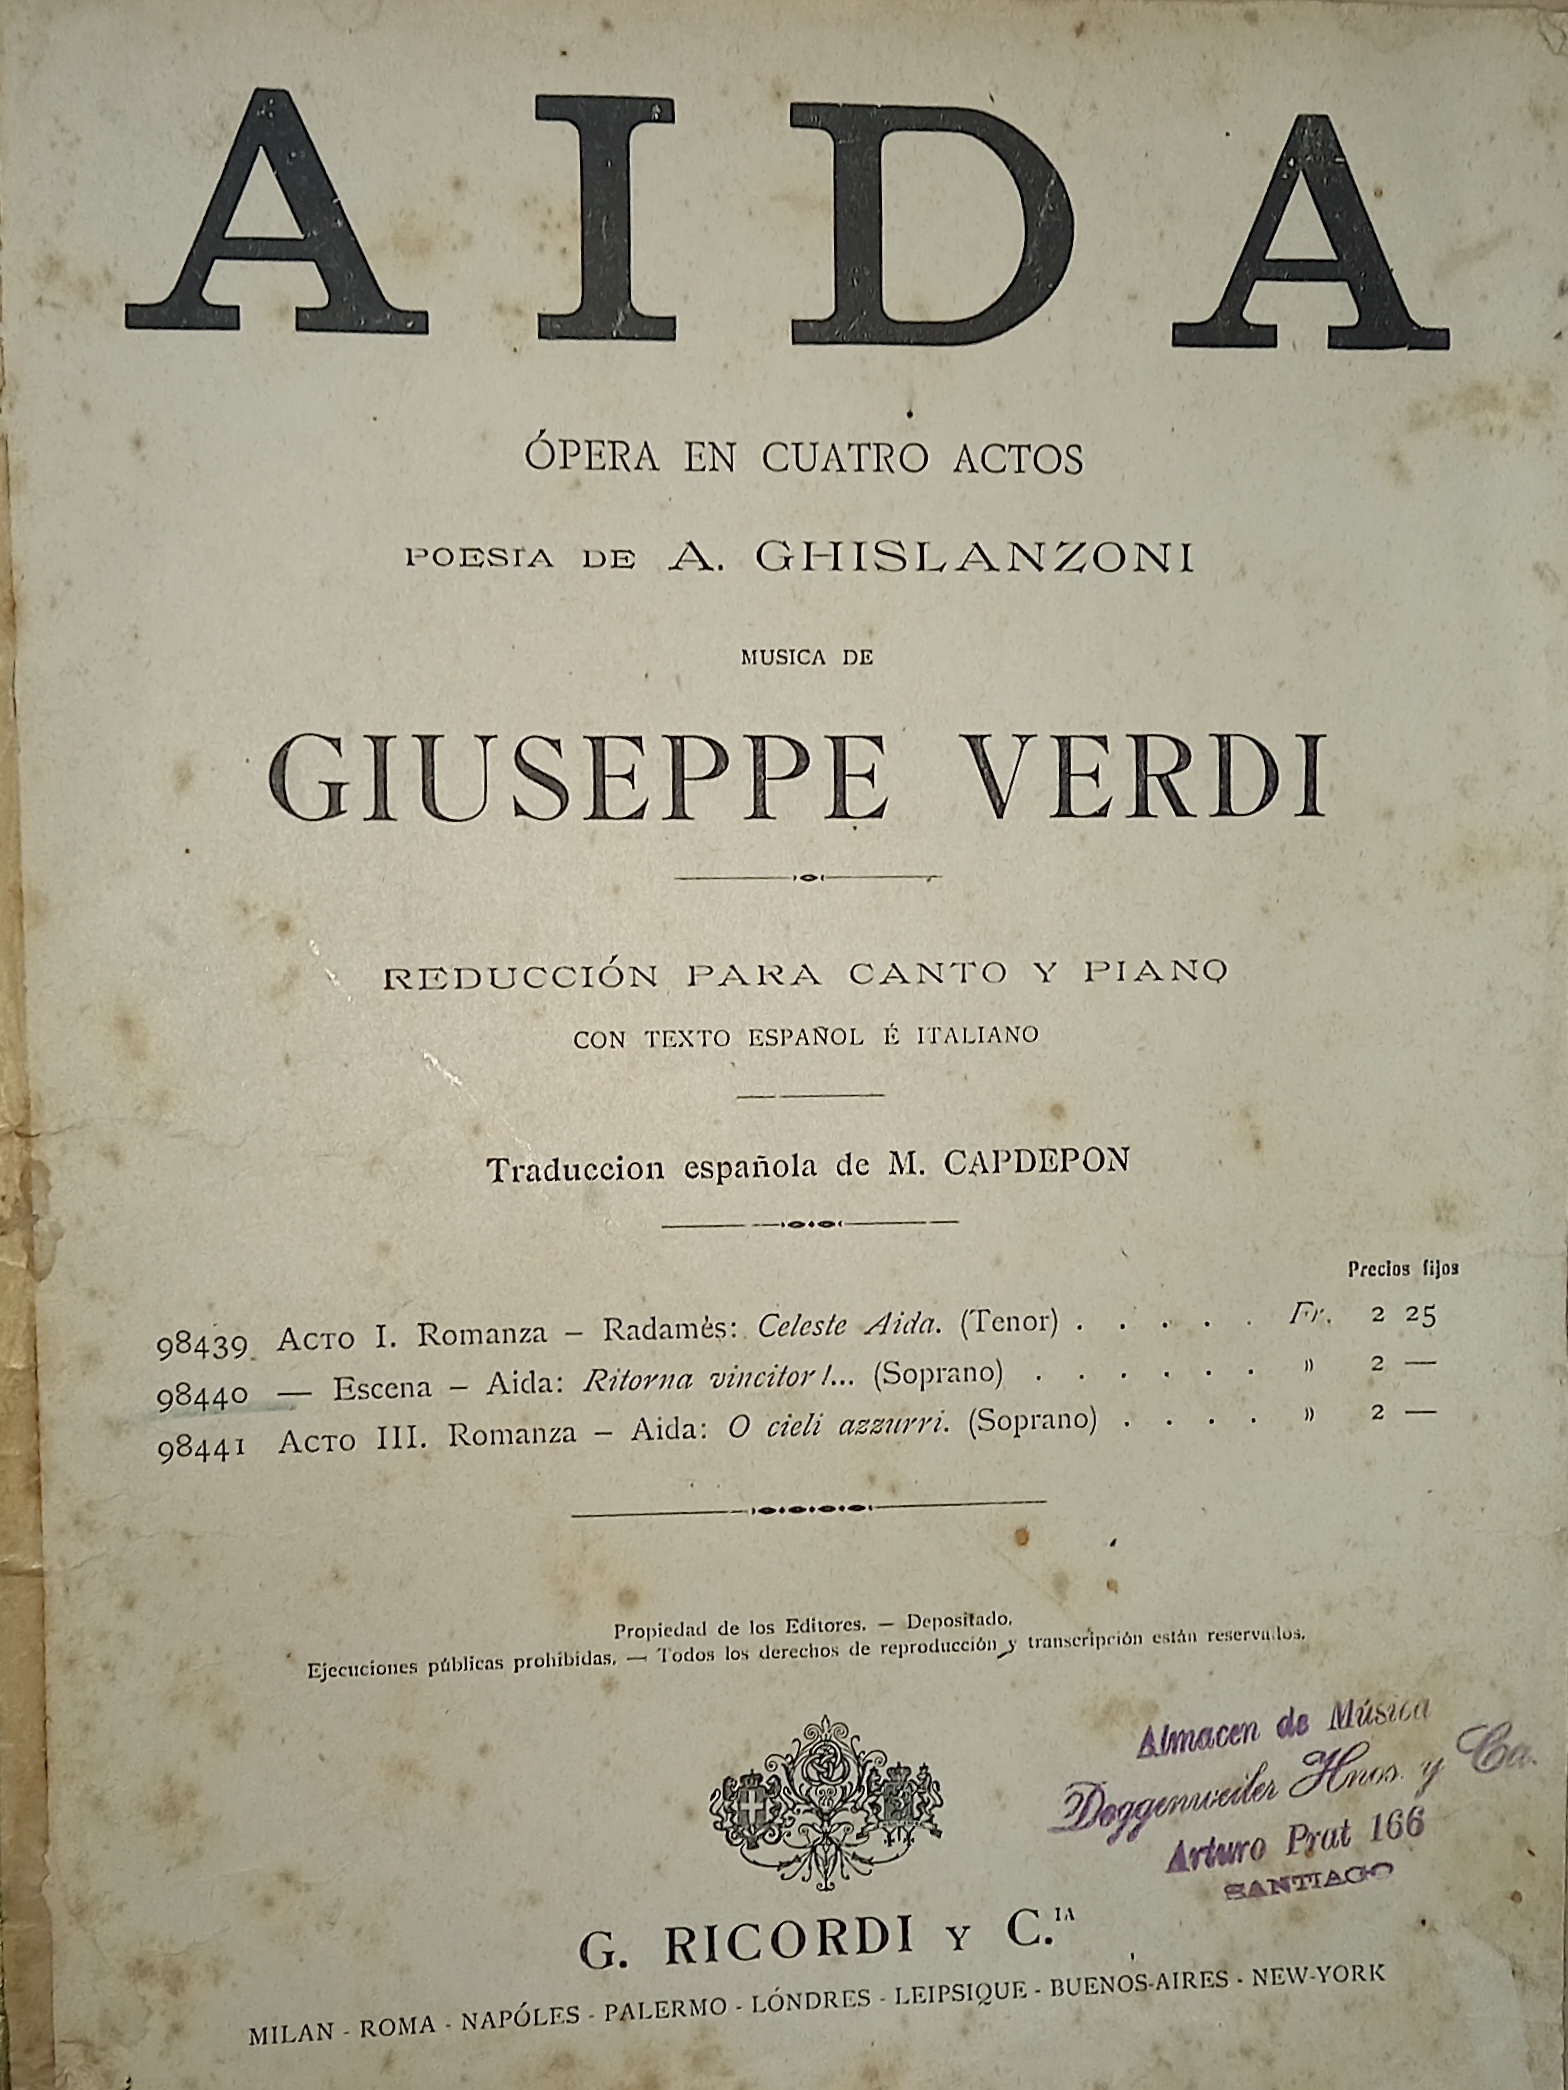 AIDA
ÓPERA EN CUATRO ACTOS
POESÍA DE A. GHISLANZONI
MUSICA DE
GIUSEPPE VERDI
REDUCCIÓN PARA CANTO Y PIANO
CON TEXTO ESPAÑOL É ITALIANO
Traduccion española de M. CAPDEPON
Precios fijos
98439 ACTO I. Romanza – Radamès: Celeste Aida. (Tenor) . . . . . Fr. 2 25
98440 — Escena – Aida: Ritorna vincitor!... (Soprano) . . . . . . » 2 —
98441 ACTO III. Romanza – Aida: O cieli azzurri. (Soprano) . . . . » 2 —
Propiedad de los Editores. — Depositado.
Ejecuciones públicas prohibidas. — Todos los derechos de reproducción y transcripción están reservados.
Almacen de Música
Doggenweiler Hnos. y Ca.
Arturo Prat 166
SANTIAGO
G. RICORDI Y C.IA
MILAN - ROMA - NAPÓLES - PALERMO - LÓNDRES - LEIPSIQUE - BUENOS-AIRES - NEW-YORK